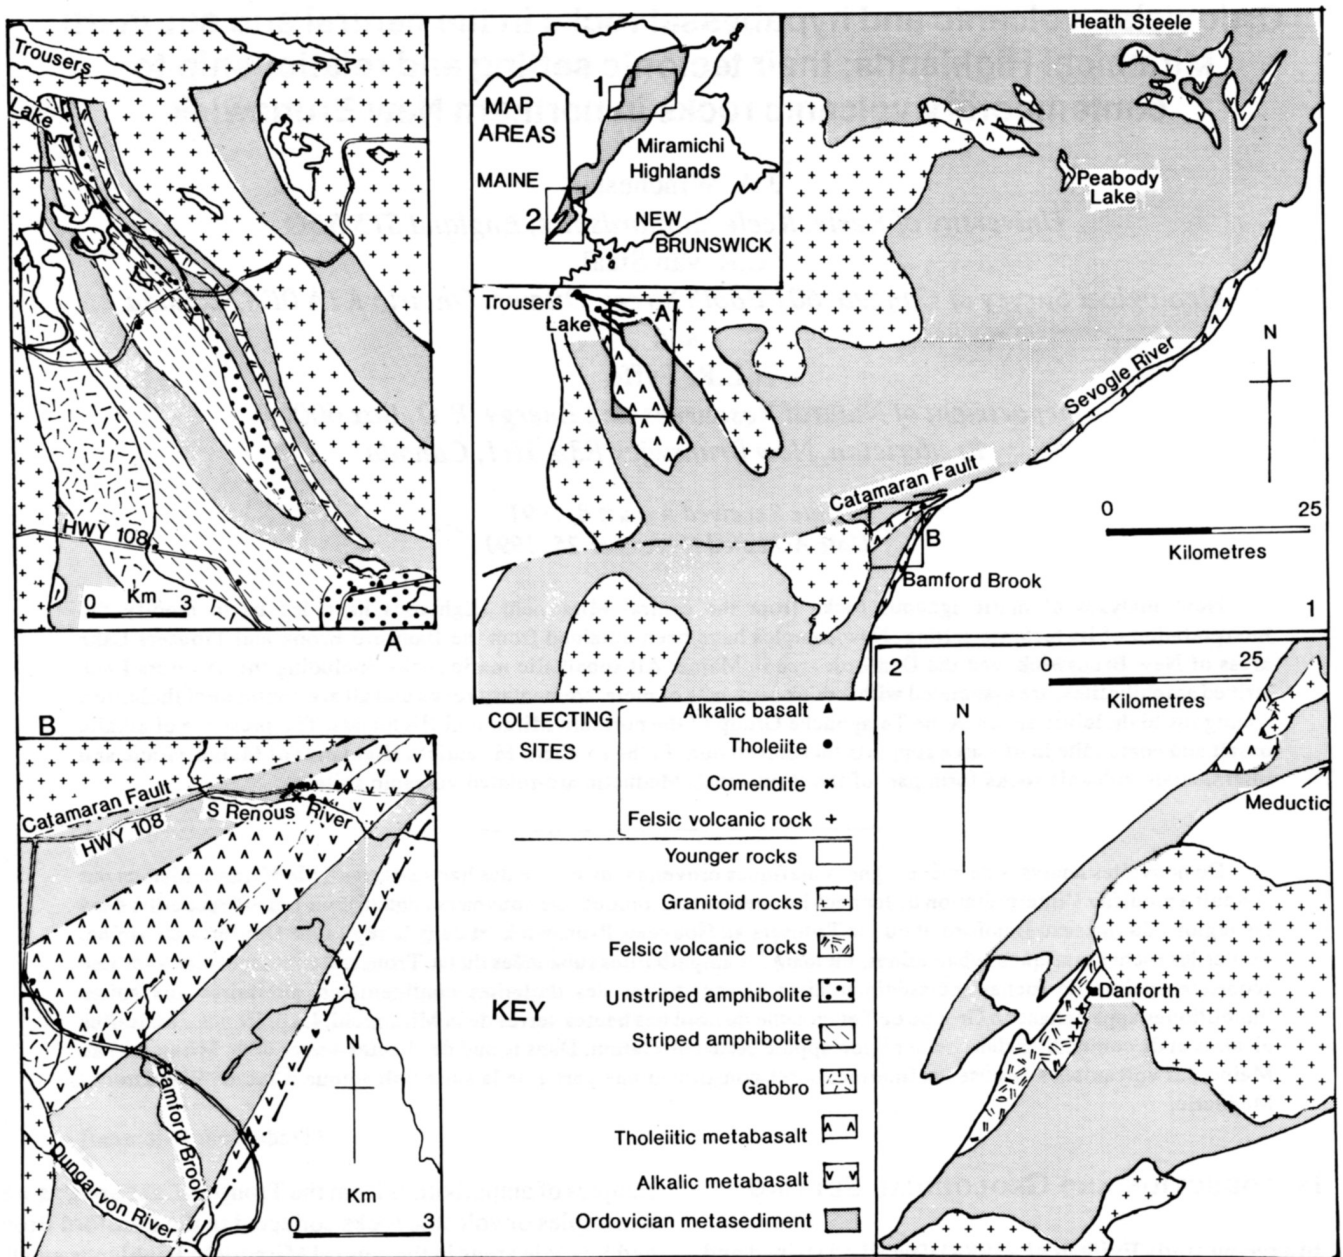 Trousers
Lake
HWY 108
0 Km 3
A
MAP
AREAS
1
Miramichi
Highlands
MAINE
2
NEW
BRUNSWICK
Heath Steele
Peabody
Lake
Trousers
Lake
A
Sevogle River
N
Catamaran Fault
B
Bamford Brook
0 25
Kilometres
1
B
Catamaran Fault
HWY 108
S Renous River
Bamford Brook
Dungarvon River
N
Km
0 3
COLLECTING
SITES
Alkalic basalt
Tholeiite
Comendite
Felsic volcanic rock
KEY
Younger rocks
Granitoid rocks
Felsic volcanic rocks
Unstriped amphibolite
Striped amphibolite
Gabbro
Tholeiitic metabasalt
Alkalic metabasalt
Ordovician metasediment
2
0 25
Kilometres
N
Meductic
Danforth